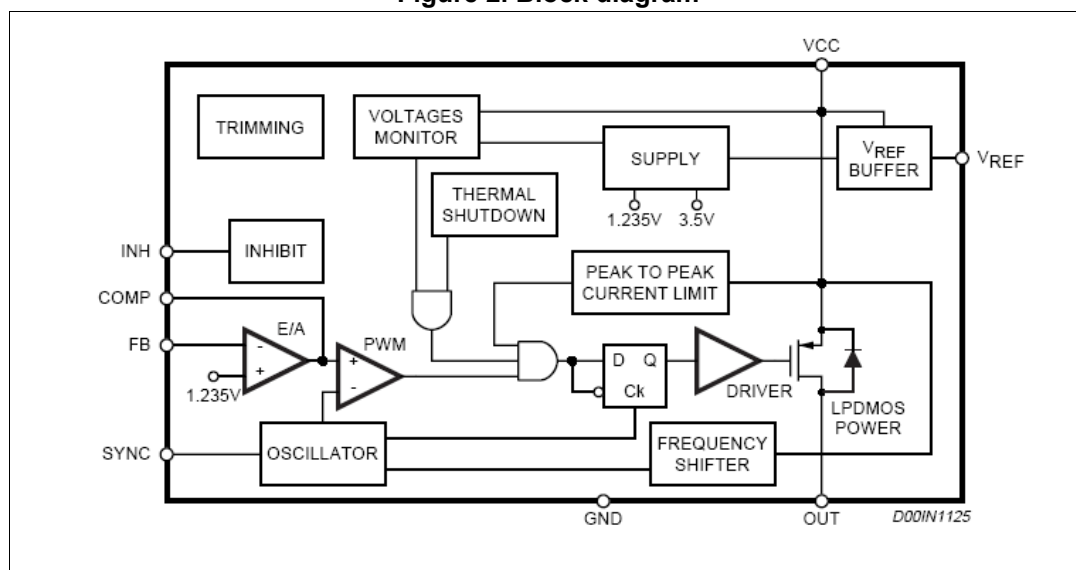 Figure 2. Block diagram
VCC
TRIMMING
VOLTAGES
MONITOR
SUPPLY
1.235V
3.5V
VREF
BUFFER
VREF
THERMAL
SHUTDOWN
INH
INHIBIT
COMP
FB
E/A
-
+
1.235V
PWM
+
-
PEAK TO PEAK
CURRENT LIMIT
D Q
Ck
DRIVER
LPDMOS
POWER
SYNC
OSCILLATOR
FREQUENCY
SHIFTER
GND
OUT
D00IN1125